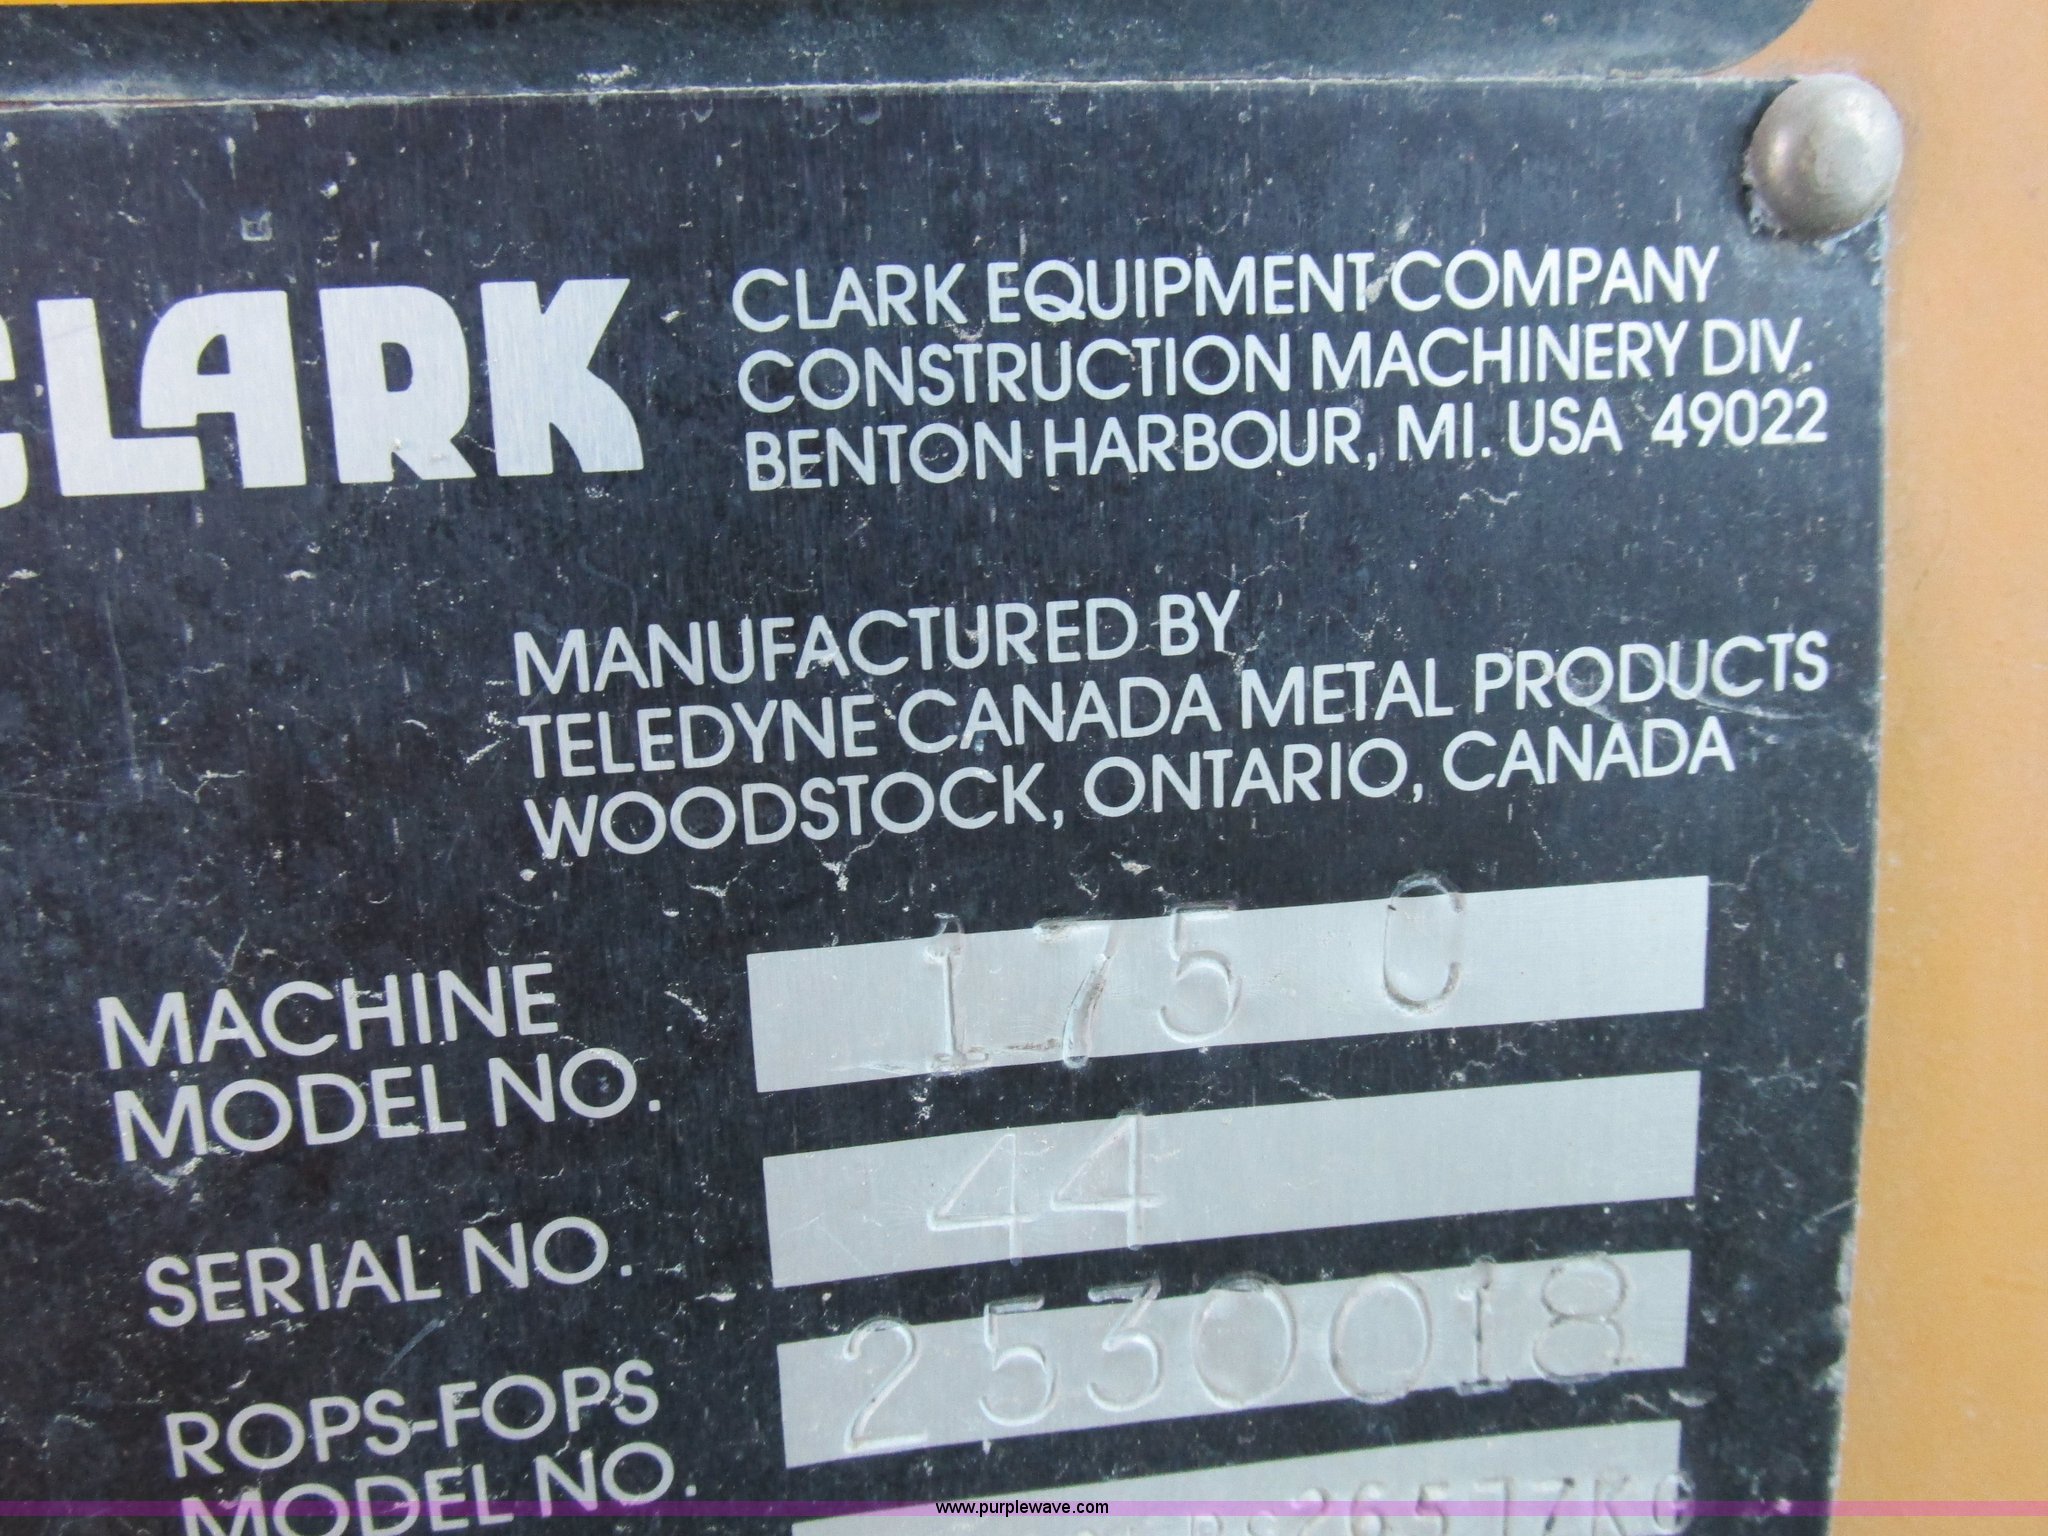 CLARK
CLARK EQUIPMENT COMPANY
CONSTRUCTION MACHINERY DIV.
BENTON HARBOUR, MI. USA 49022
MANUFACTURED BY
TELEDYNE CANADA METAL PRODUCTS
WOODSTOCK, ONTARIO, CANADA
MACHINE
MODEL NO.
175 C
SERIAL NO.
44
ROPS-FOPS
MODEL NO.
2530018
26577KG
www.purplewave.com